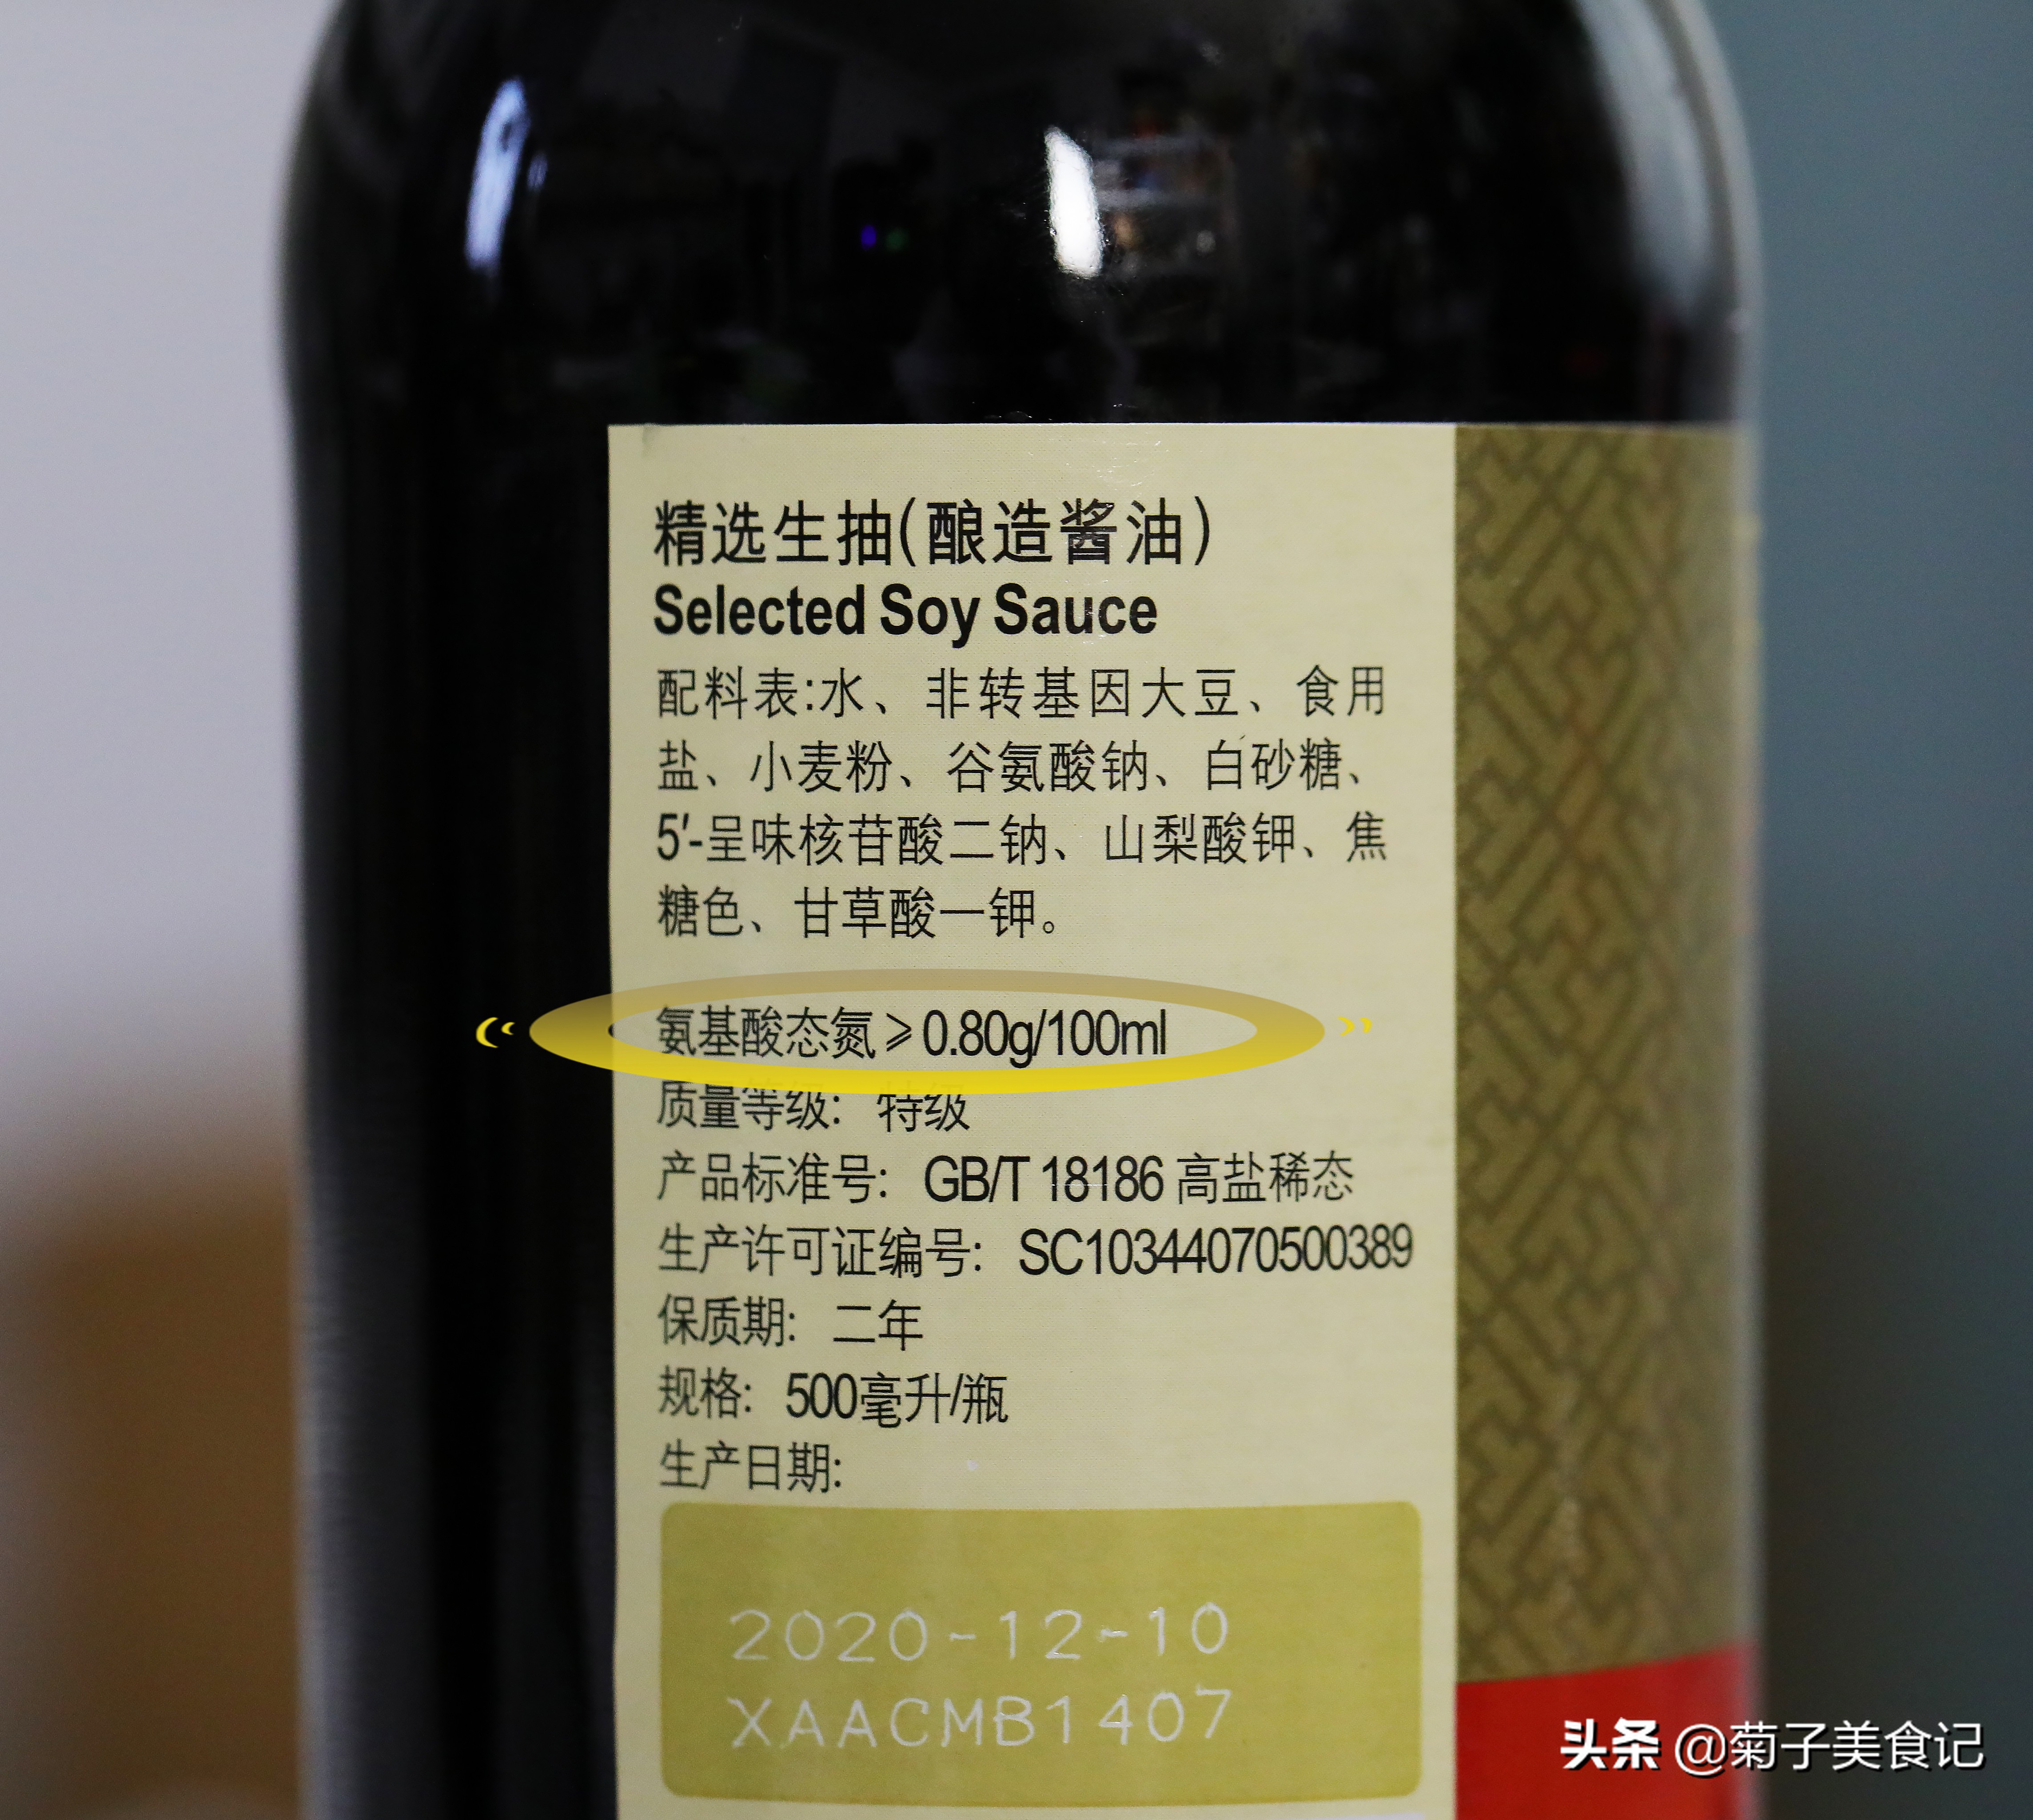 精选生抽(酿造酱油)
Selected Soy Sauce
配料表:水、非转基因大豆、食用
盐、小麦粉、谷氨酸钠、白砂糖、
5'-呈味核苷酸二钠、山梨酸钾、焦
糖色、甘草酸一钾。
氨基酸态氮≥0.80g/100ml
质量等级: 特级
产品标准号: GB/T 18186 高盐稀态
生产许可证编号: SC10344070500389
保质期: 二年
规格: 500毫升/瓶
生产日期:
2020-12-10
XAACMB1407
头条 @菊子美食记